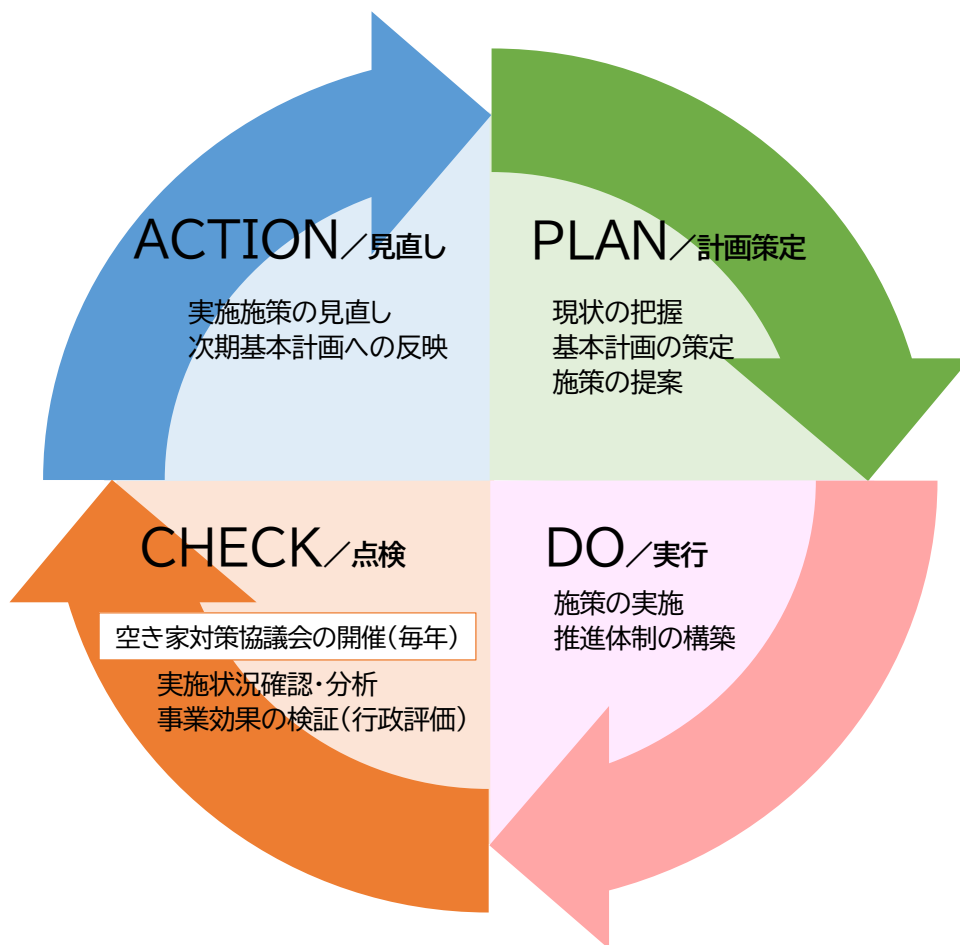 ACTION／見直し
実施施策の見直し
次期基本計画への反映
PLAN／計画策定
現状の把握
基本計画の策定
施策の提案
CHECK／点検
空き家対策協議会の開催(毎年)
実施状況確認・分析
事業効果の検証(行政評価)
DO／実行
施策の実施
推進体制の構築